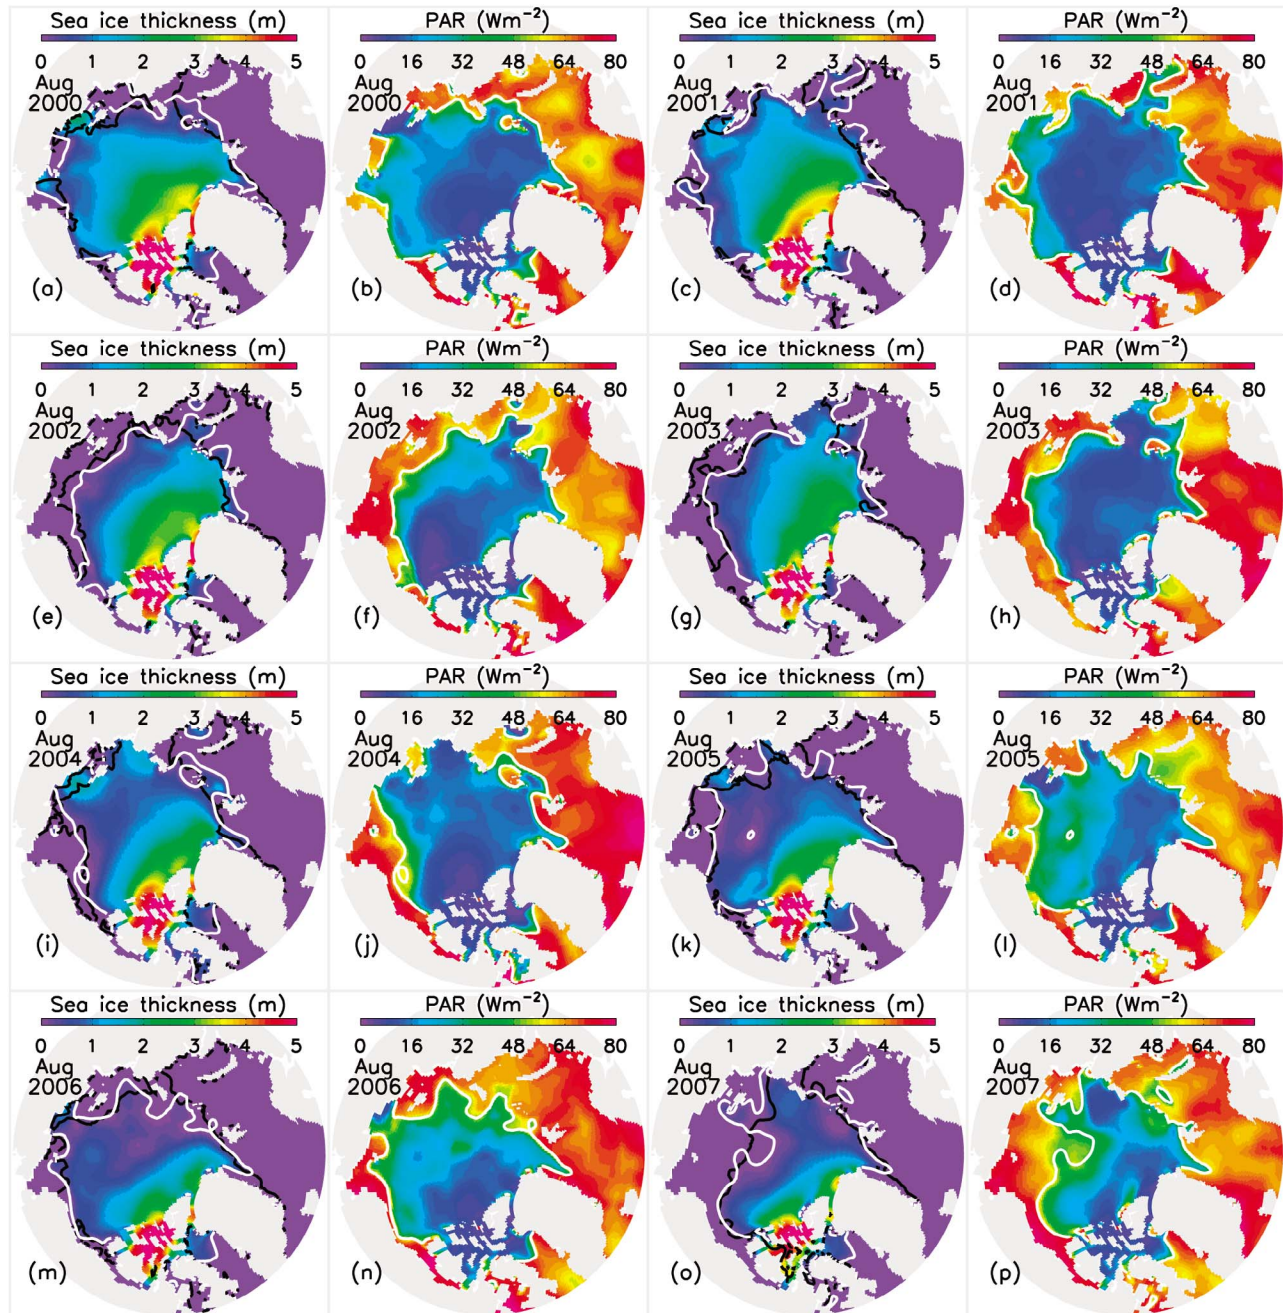 Sea ice thickness (m)
0 1 2 3 4 5
Aug
2000
(a)
PAR (Wm−2)
0 16 32 48 64 80
Aug
2000
(b)
Sea ice thickness (m)
0 1 2 3 4 5
Aug
2001
(c)
PAR (Wm−2)
0 16 32 48 64 80
Aug
2001
(d)
Sea ice thickness (m)
0 1 2 3 4 5
Aug
2002
(e)
PAR (Wm−2)
0 16 32 48 64 80
Aug
2002
(f)
Sea ice thickness (m)
0 1 2 3 4 5
Aug
2003
(g)
PAR (Wm−2)
0 16 32 48 64 80
Aug
2003
(h)
Sea ice thickness (m)
0 1 2 3 4 5
Aug
2004
(i)
PAR (Wm−2)
0 16 32 48 64 80
Aug
2004
(j)
Sea ice thickness (m)
0 1 2 3 4 5
Aug
2005
(k)
PAR (Wm−2)
0 16 32 48 64 80
Aug
2005
(l)
Sea ice thickness (m)
0 1 2 3 4 5
Aug
2006
(m)
PAR (Wm−2)
0 16 32 48 64 80
Aug
2006
(n)
Sea ice thickness (m)
0 1 2 3 4 5
Aug
2007
(o)
PAR (Wm−2)
0 16 32 48 64 80
Aug
2007
(p)